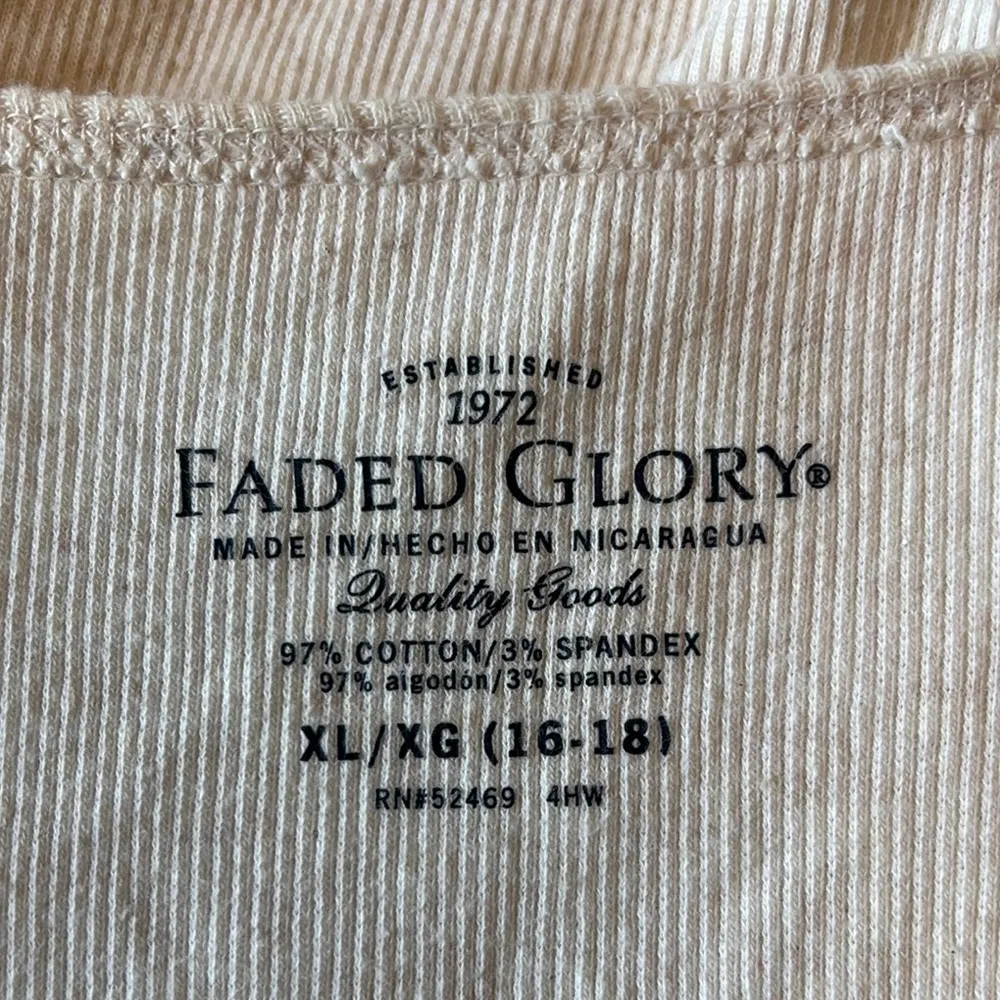 ESTABLISHED
1972
FADED GLORY®
MADE IN/HECHO EN NICARAGUA
Quality Goods
97% COTTON/3% SPANDEX
97% algodón/3% spandex
XL/XG (16-18)
RN#52469 4HW